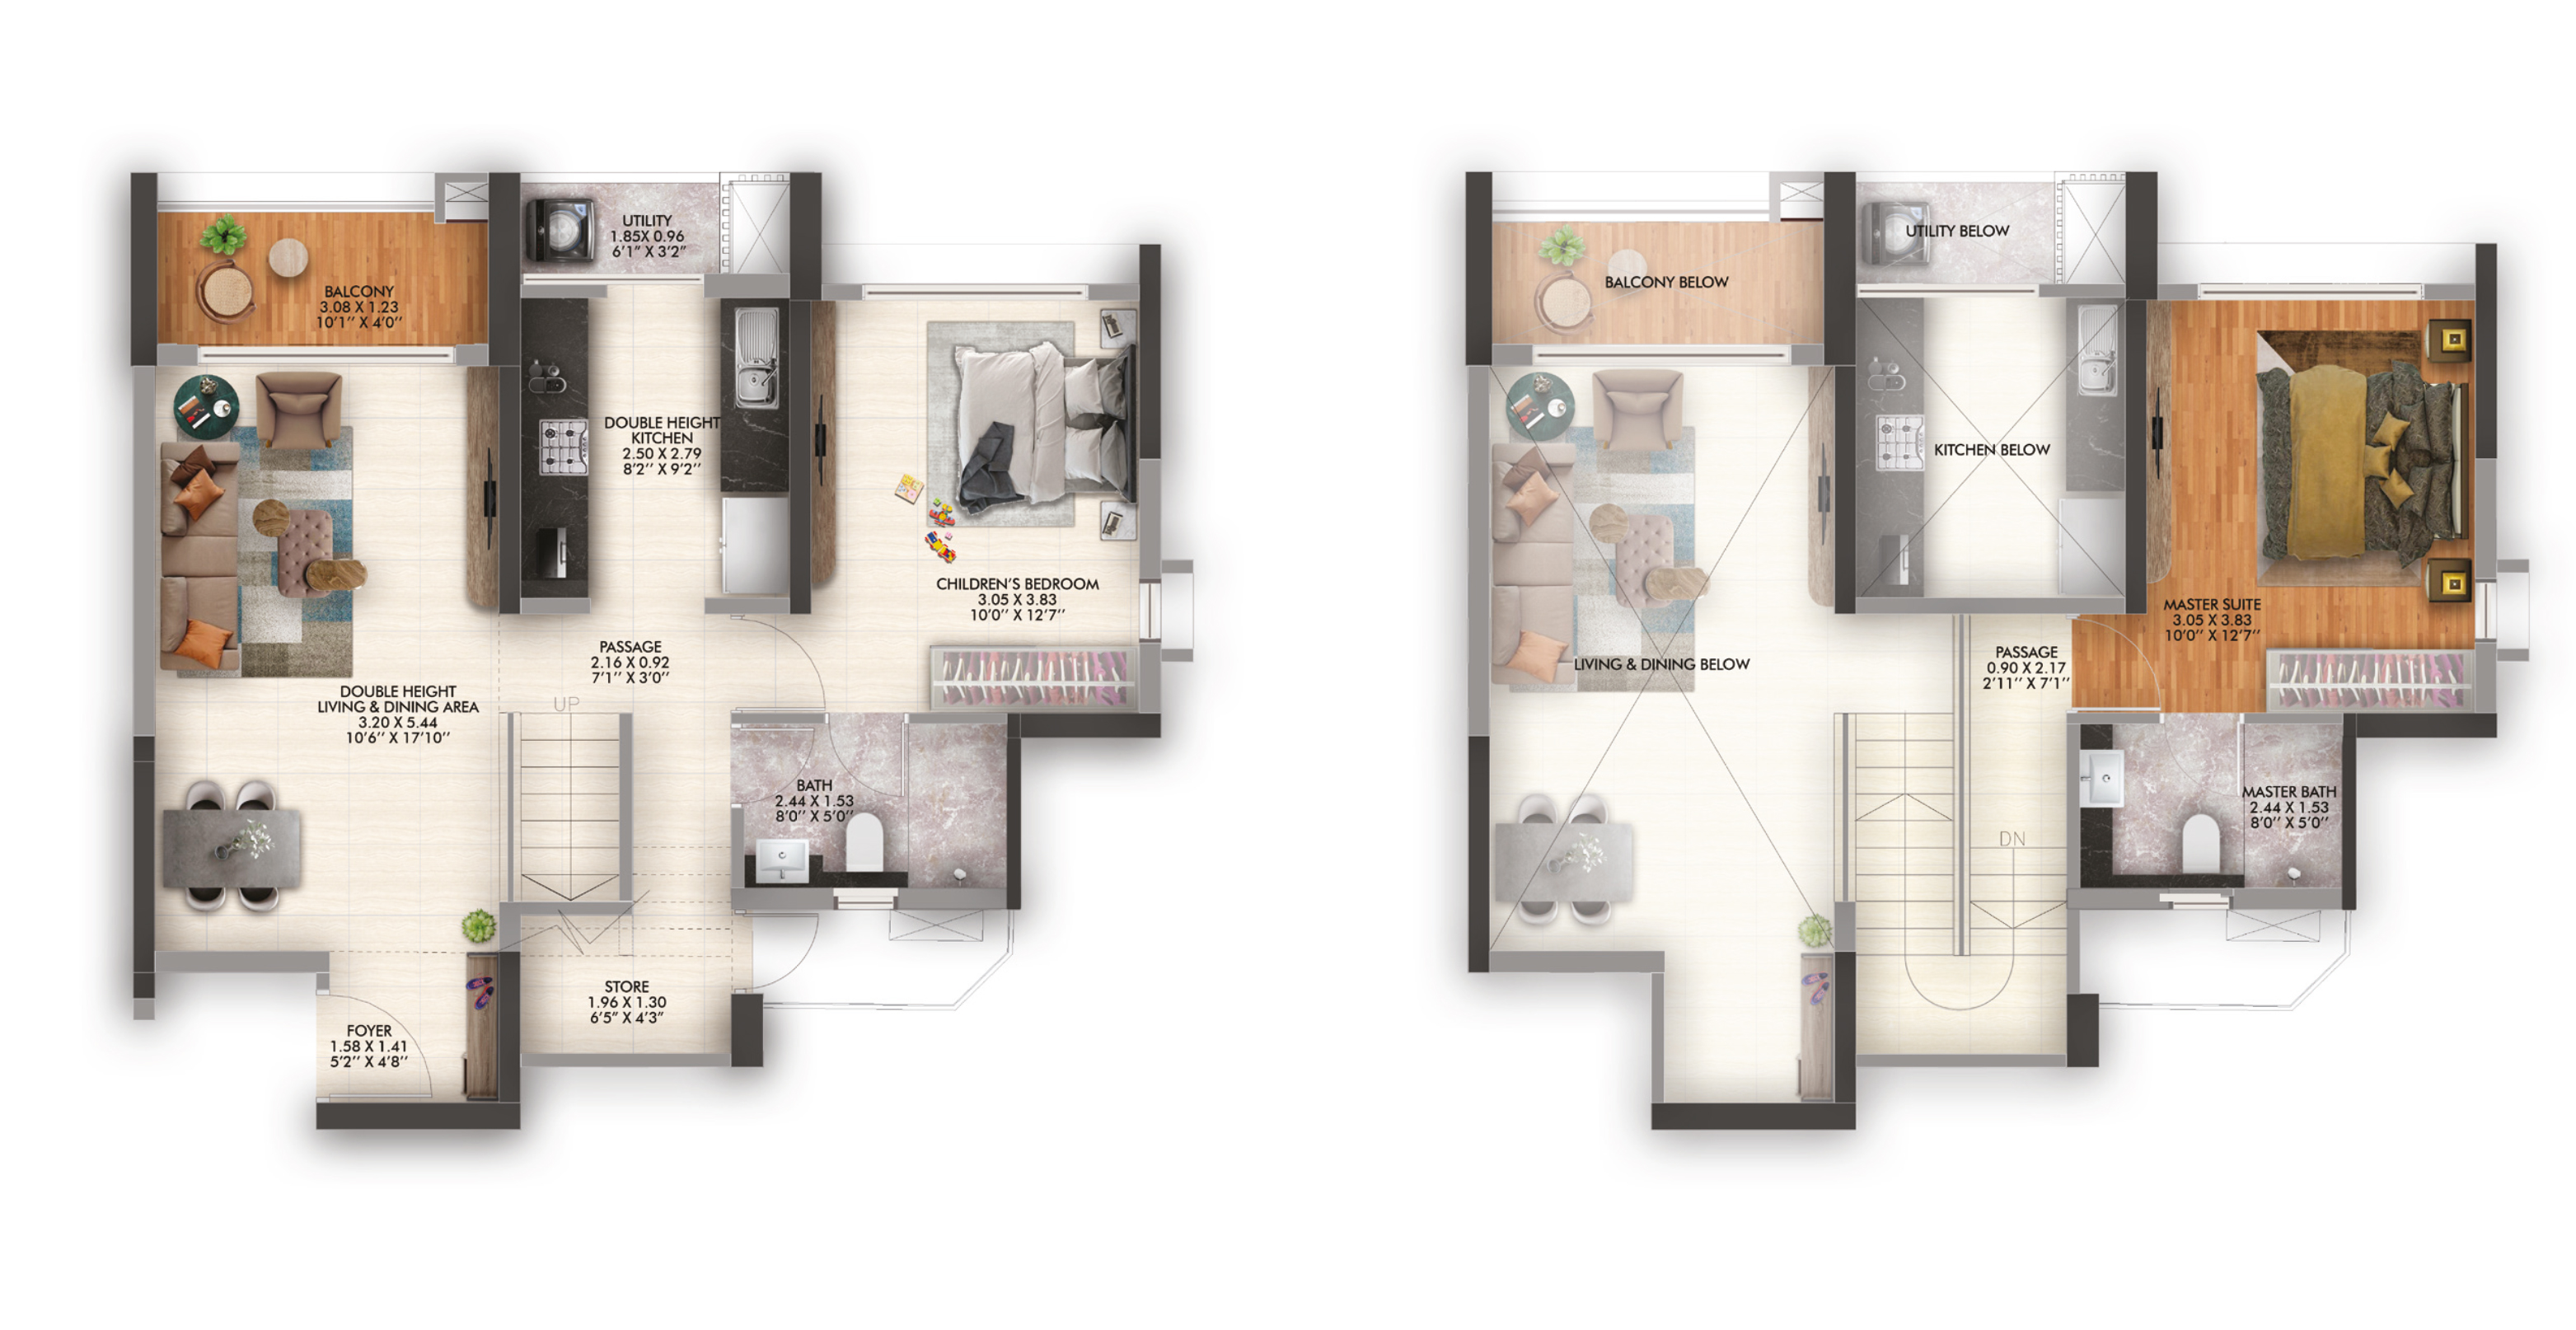 BALCONY
3.08 X 1.23
10'1'' X 4'0''
UTILITY
1.85X 0.96
6'1" X 3'2"
DOUBLE HEIGHT
KITCHEN
2.50 X 2.79
8'2'' X 9'2''
CHILDREN'S BEDROOM
3.05 X 3.83
10'0'' X 12'7''
PASSAGE
2.16 X 0.92
7'1'' X 3'0''
DOUBLE HEIGHT
LIVING & DINING AREA
3.20 X 5.44
10'6'' X 17'10''
UP
BATH
2.44 X 1.53
8'0'' X 5'0''
STORE
1.96 X 1.30
6'5" X 4'3"
FOYER
1.58 X 1.41
5'2'' X 4'8''
BALCONY BELOW
UTILITY BELOW
KITCHEN BELOW
MASTER SUITE
3.05 X 3.83
10'0'' X 12'7''
LIVING & DINING BELOW
PASSAGE
0.90 X 2.17
2'11'' X 7'1''
MASTER BATH
2.44 X 1.53
8'0'' X 5'0''
DN